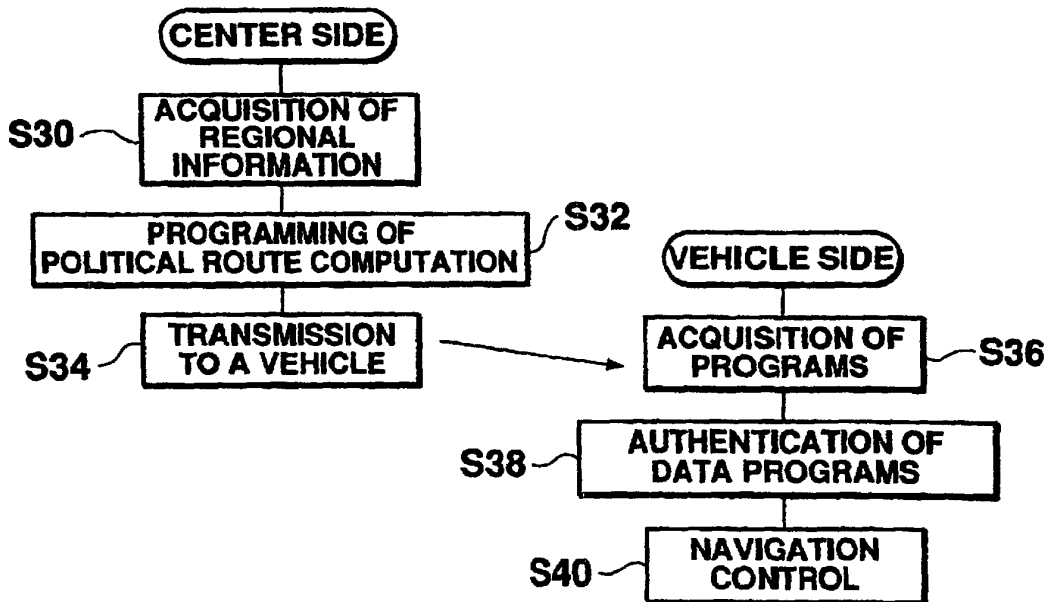 CENTER SIDE
S30
ACQUISITION OF
REGIONAL
INFORMATION
S32
PROGRAMMING OF
POLITICAL ROUTE COMPUTATION
S34
TRANSMISSION
TO A VEHICLE
VEHICLE SIDE
ACQUISITION OF
PROGRAMS
S36
S38
AUTHENTICATION OF
DATA PROGRAMS
S40
NAVIGATION
CONTROL